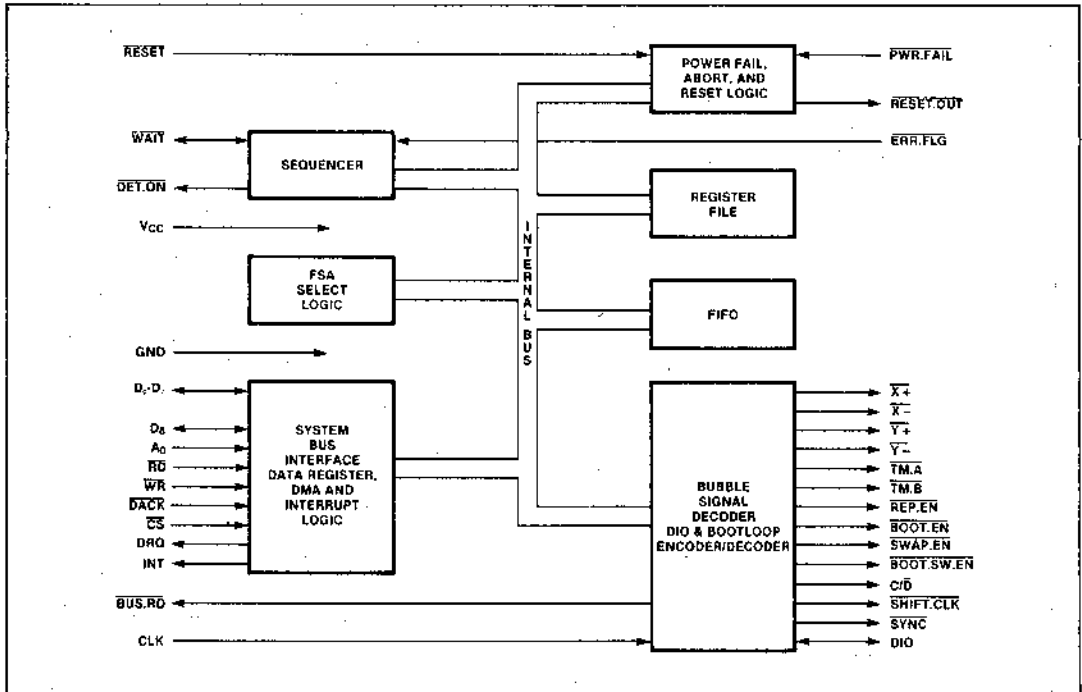 RESET
WAIT
DET.ON
VCC
GND
D0-D7
D8
A0
RD
WR
DACK
CS
DRQ
INT
BUS.RD
CLK
SEQUENCER
FSA
SELECT
LOGIC
SYSTEM
BUS
INTERFACE
DATA REGISTER,
DMA AND
INTERRUPT
LOGIC
INTERNAL BUS
POWER FAIL,
ABORT, AND
RESET LOGIC
REGISTER
FILE
FIFO
BUBBLE
SIGNAL
DECODER
DIO & BOOTLOOP
ENCODER/DECODER
PWR.FAIL
RESET.OUT
ERR.FLG
X+
X−
Y+
Y−
TM.A
TM.B
REP.EN
BOOT.EN
SWAP.EN
BOOT.SW.EN
C/D
SHIFT.CLK
SYNC
DIO